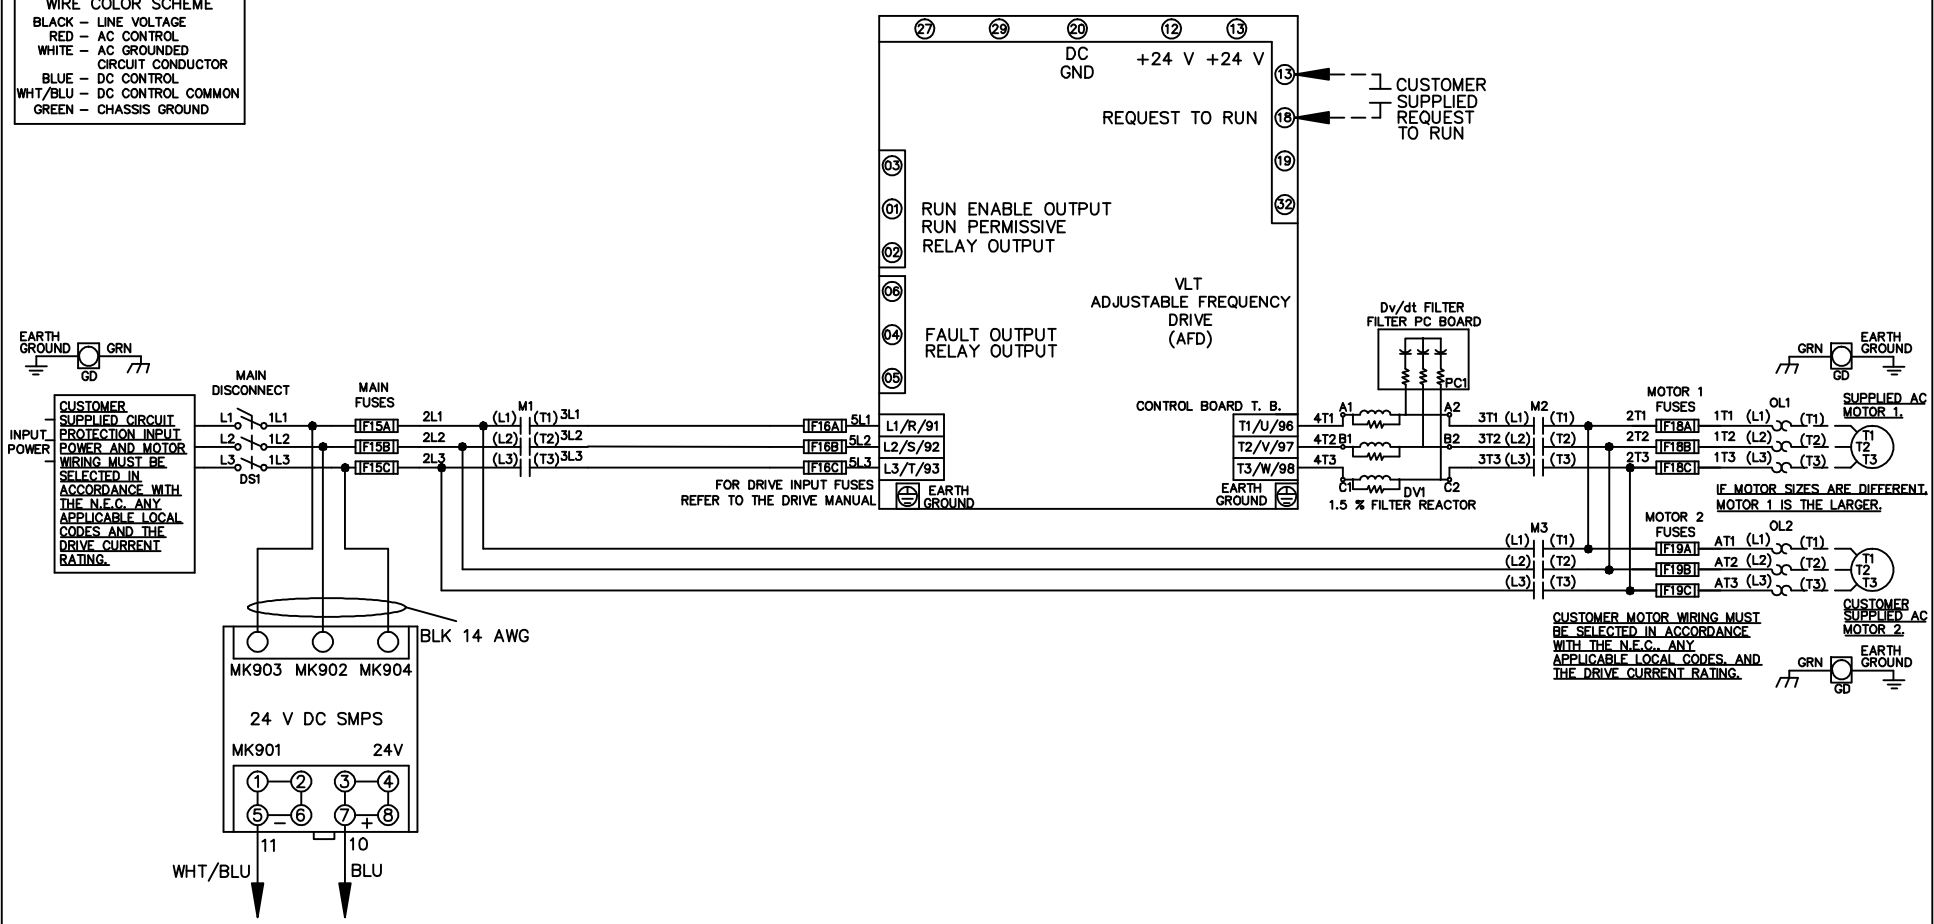 WIRE COLOR SCHEME
BLACK – LINE VOLTAGE
RED – AC CONTROL
WHITE – AC GROUNDED
CIRCUIT CONDUCTOR
BLUE – DC CONTROL
WHT/BLU – DC CONTROL COMMON
GREEN – CHASSIS GROUND
27 29 20 12 13
DC
GND
+24 V +24 V
13
REQUEST TO RUN 18
19
32
CUSTOMER
SUPPLIED
REQUEST
TO RUN
03
01
02
RUN ENABLE OUTPUT
RUN PERMISSIVE
RELAY OUTPUT
06
04
05
FAULT OUTPUT
RELAY OUTPUT
VLT
ADJUSTABLE FREQUENCY
DRIVE
(AFD)
Dv/dt FILTER
FILTER PC BOARD
PC1
EARTH
GROUND
GRN
GD
INPUT
POWER
CUSTOMER
SUPPLIED CIRCUIT
PROTECTION INPUT
POWER AND MOTOR
WIRING MUST BE
SELECTED IN
ACCORDANCE WITH
THE N.E.C. ANY
APPLICABLE LOCAL
CODES AND THE
DRIVE CURRENT
RATING.
MAIN
DISCONNECT
L1 1L1
L2 1L2
L3 1L3
DS1
MAIN
FUSES
F15A 2L1
F15B 2L2
F15C 2L3
M1
(L1) (T1) 3L1
(L2) (T2) 3L2
(L3) (T3) 3L3
F16A 5L1 L1/R/91
F16B 5L2 L2/S/92
F16C 5L3 L3/T/93
FOR DRIVE INPUT FUSES
REFER TO THE DRIVE MANUAL
EARTH
GROUND
CONTROL BOARD T. B.
T1/U/96 4T1 A1 A2
T2/V/97 4T2 B1 B2
T3/W/98 4T3 C1 C2
EARTH
GROUND
DV1
1.5 % FILTER REACTOR
M2
3T1 (L1) (T1)
3T2 (L2) (T2)
3T3 (L3) (T3)
MOTOR 1
FUSES
2T1 F18A 1T1 (L1)
2T2 F18B 1T2 (L2)
2T3 F18C 1T3 (L3)
OL1
(T1)
(T2)
(T3)
T1
T2
T3
GRN
GD
EARTH
GROUND
SUPPLIED AC
MOTOR 1.
IF MOTOR SIZES ARE DIFFERENT,
MOTOR 1 IS THE LARGER.
M3
(L1) (T1)
(L2) (T2)
(L3) (T3)
MOTOR 2
FUSES
F19A AT1 (L1)
F19B AT2 (L2)
F19C AT3 (L3)
OL2
(T1)
(T2)
(T3)
T1
T2
T3
CUSTOMER
SUPPLIED AC
MOTOR 2.
CUSTOMER MOTOR WIRING MUST
BE SELECTED IN ACCORDANCE
WITH THE N.E.C., ANY
APPLICABLE LOCAL CODES, AND
THE DRIVE CURRENT RATING.
GRN
GD
EARTH
GROUND
BLK 14 AWG
MK903 MK902 MK904
24 V DC SMPS
MK901 24V
1 2 3 4
5 6 7 8
– +
11 10
WHT/BLU BLU